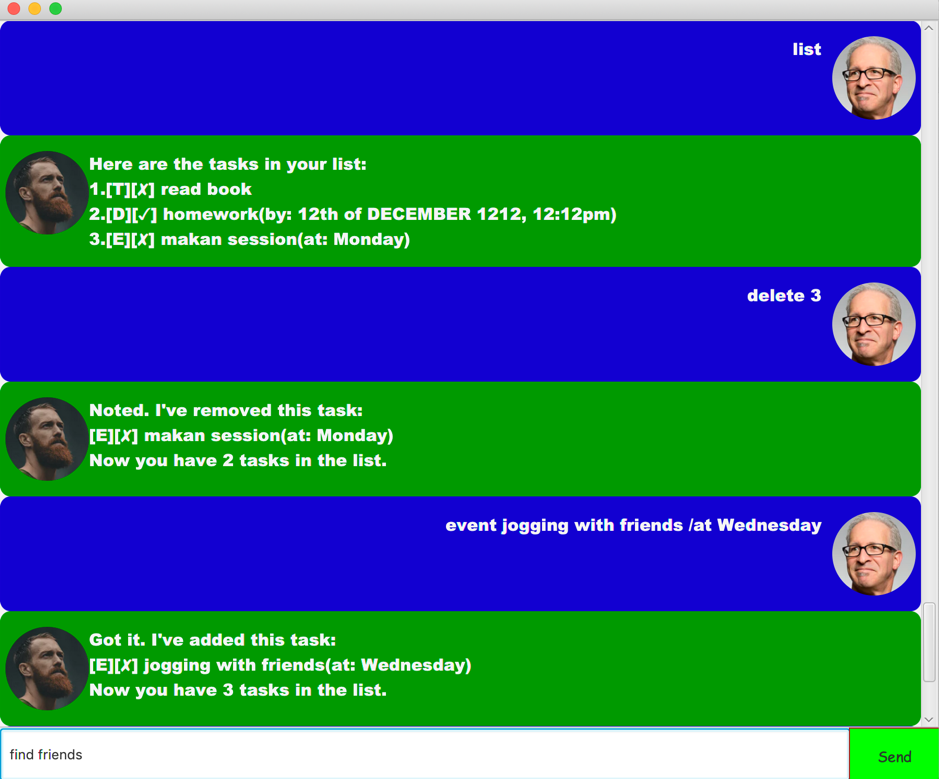 list
Here are the tasks in your list:
1.[T][✗] read book
2.[D][✓] homework(by: 12th of DECEMBER 1212, 12:12pm)
3.[E][✗] makan session(at: Monday)
delete 3
Noted. I've removed this task:
[E][✗] makan session(at: Monday)
Now you have 2 tasks in the list.
event jogging with friends /at Wednesday
Got it. I've added this task:
[E][✗] jogging with friends(at: Wednesday)
Now you have 3 tasks in the list.
find friends
Send